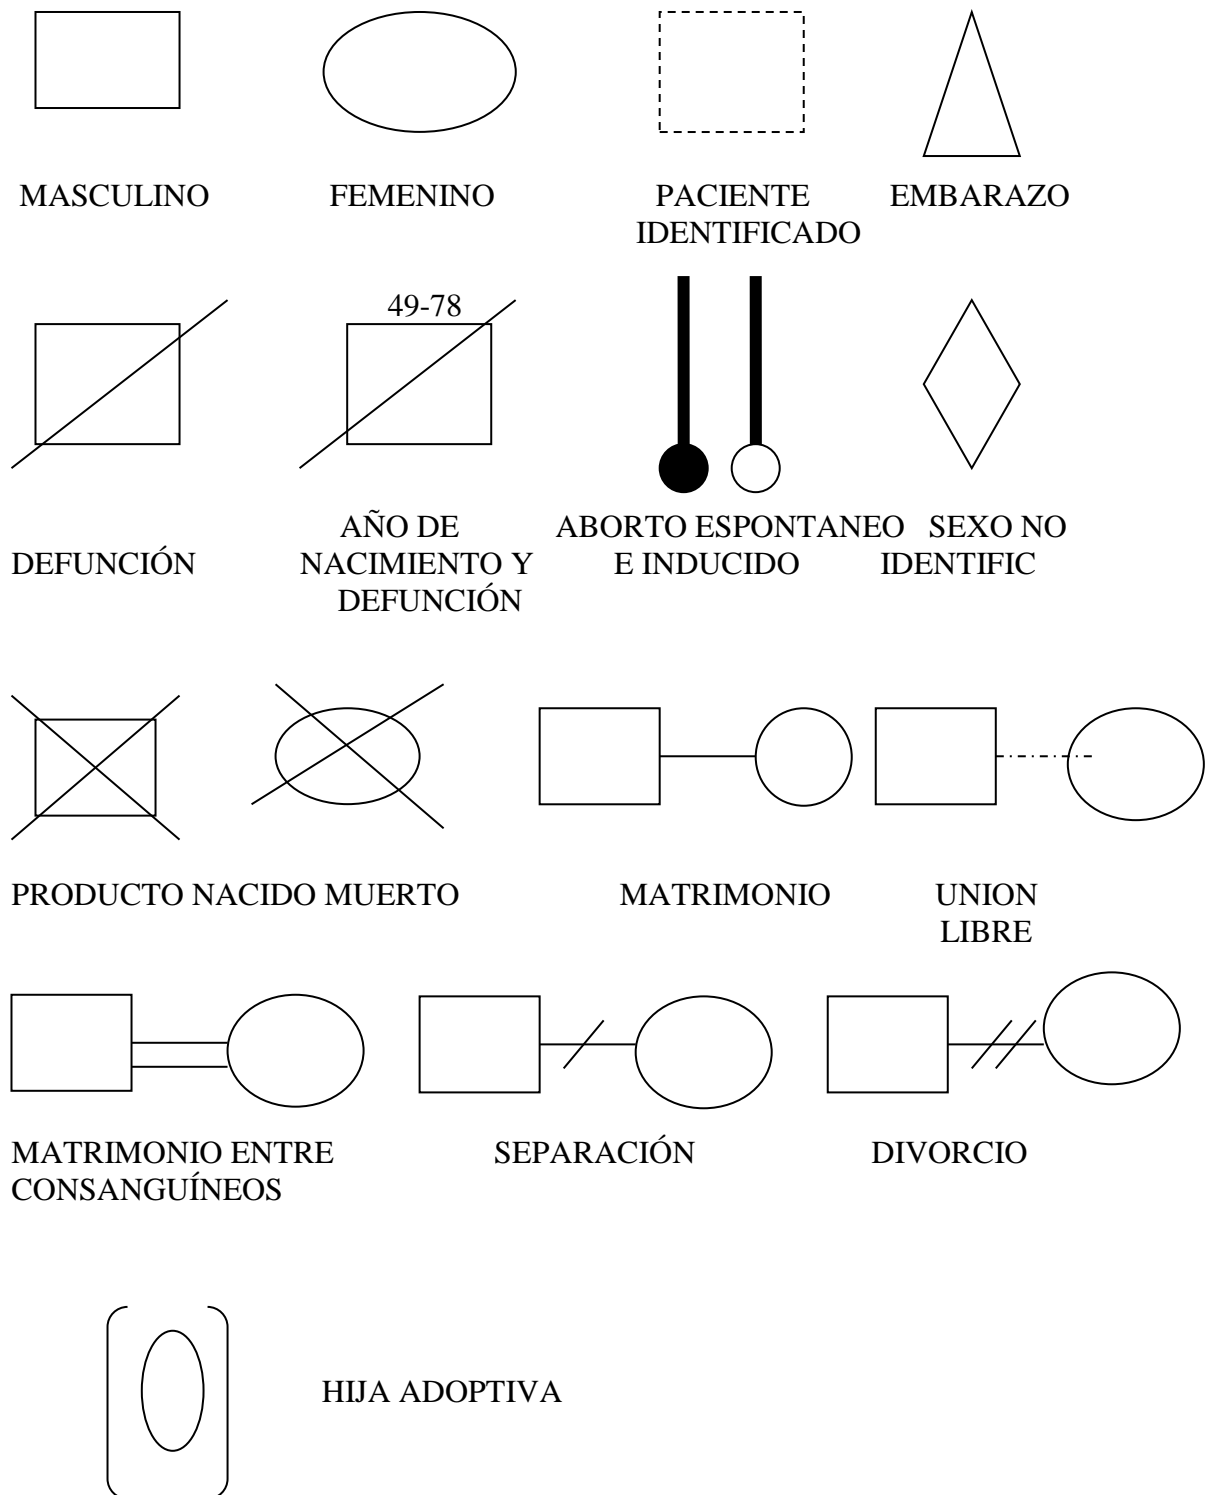 MASCULINO
FEMENINO
PACIENTE
IDENTIFICADO
EMBARAZO
DEFUNCIÓN
49-78
AÑO DE
NACIMIENTO Y
DEFUNCIÓN
ABORTO ESPONTANEO
E INDUCIDO
SEXO NO
IDENTIFIC
PRODUCTO NACIDO MUERTO
MATRIMONIO
UNION
LIBRE
MATRIMONIO ENTRE
CONSANGUÍNEOS
SEPARACIÓN
DIVORCIO
HIJA ADOPTIVA